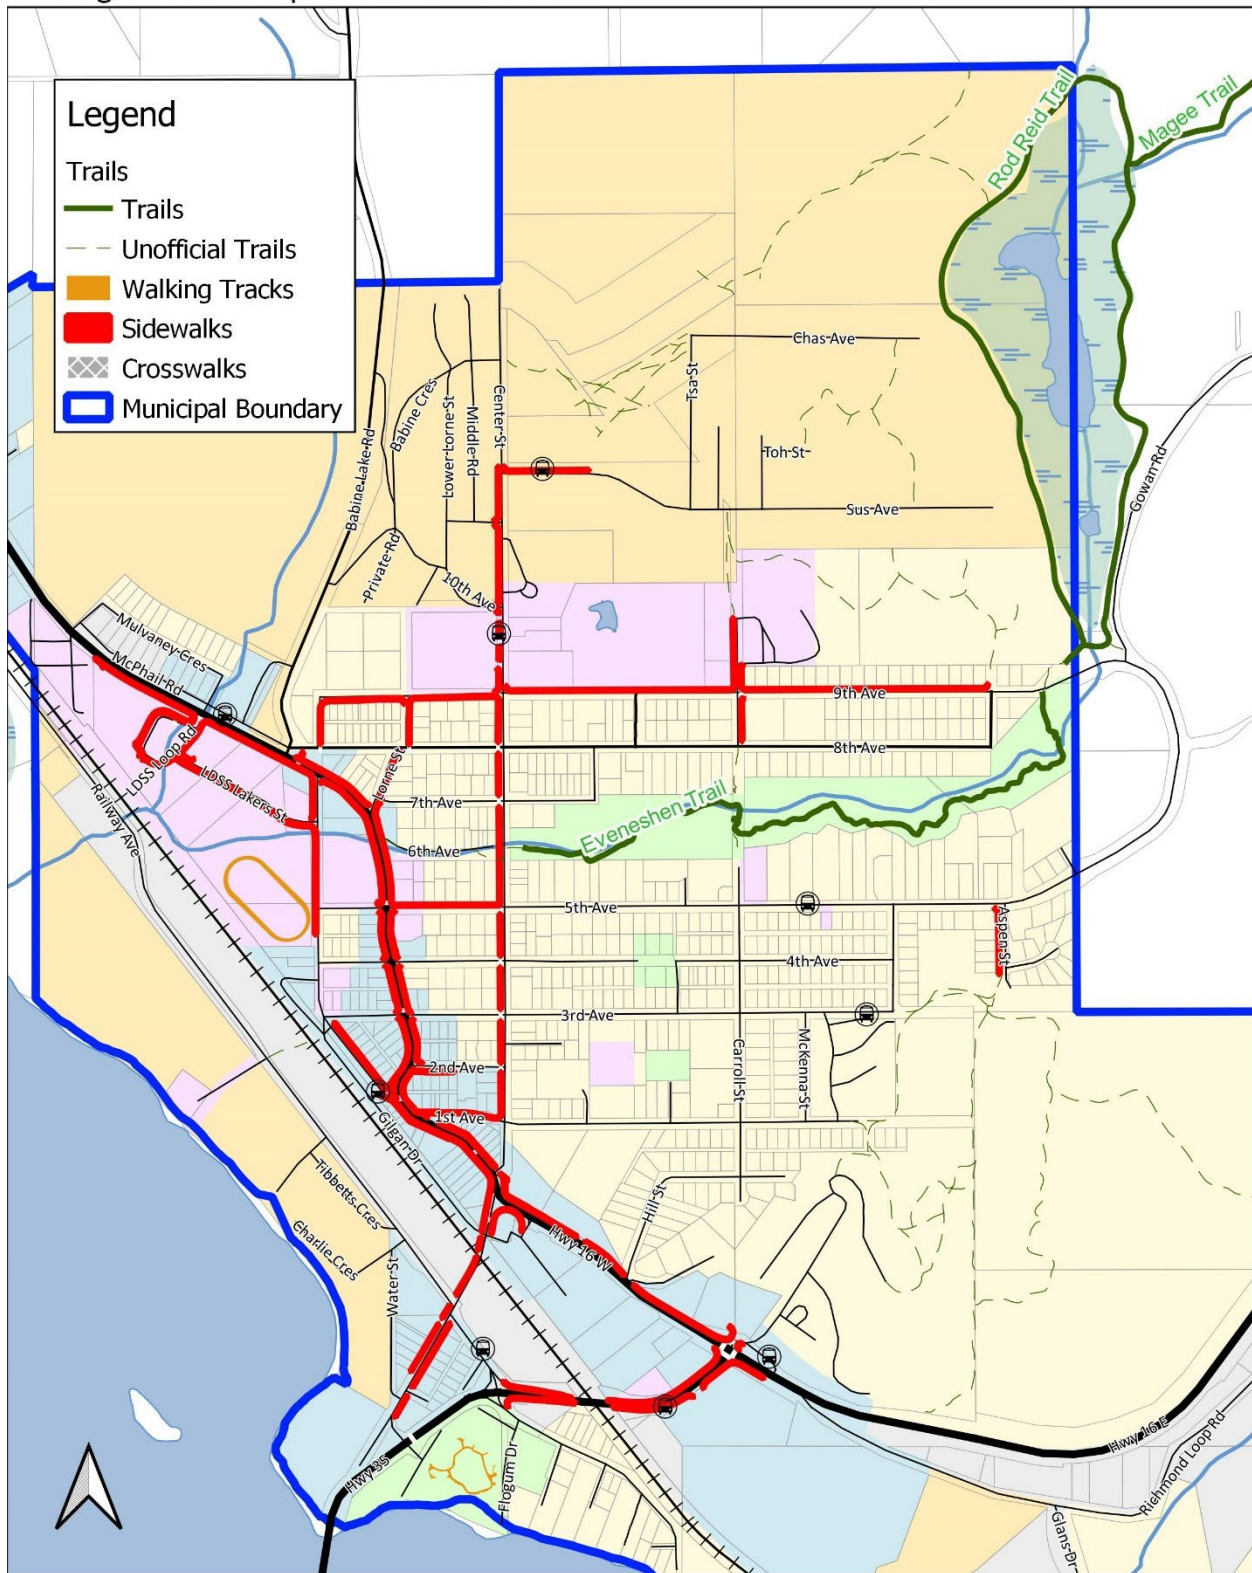 Legend
Trails
Trails
Unofficial Trails
Walking Tracks
Sidewalks
Crosswalks
Municipal Boundary
Rod Reid Trail
Magee Trail
Chas Ave
Tsa St
Babine Cres
Center St
Lower Lorne St
Middle Rd
Babine Lake Rd
Toh St
Gowan Rd
Sus Ave
Private Rd
10th Ave
Mulvaney Cres
McPhail Rd
9th Ave
8th Ave
LDSS Loop Rd
LDSS Lakers St
Lorne St
7th Ave
Eveneshen Trail
Railway Ave
6th Ave
5th Ave
Aspen St
4th Ave
3rd Ave
2nd Ave
Carroll St
McKenna St
1st Ave
Gilgan Dr
Tibbetts Cres
Charlie Cres
Hill St
Hwy 16 W
Water St
Hwy 35
Flogum Dr
Hwy 16 E
Richmond Loop Rd
Glans Dr